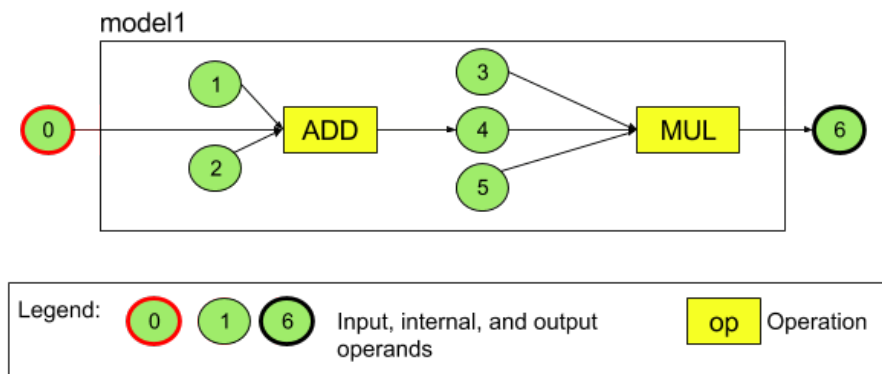 model1
1
3
0
ADD
4
MUL
6
2
5
Legend:
0
1
6
Input, internal, and output
operands
op
Operation